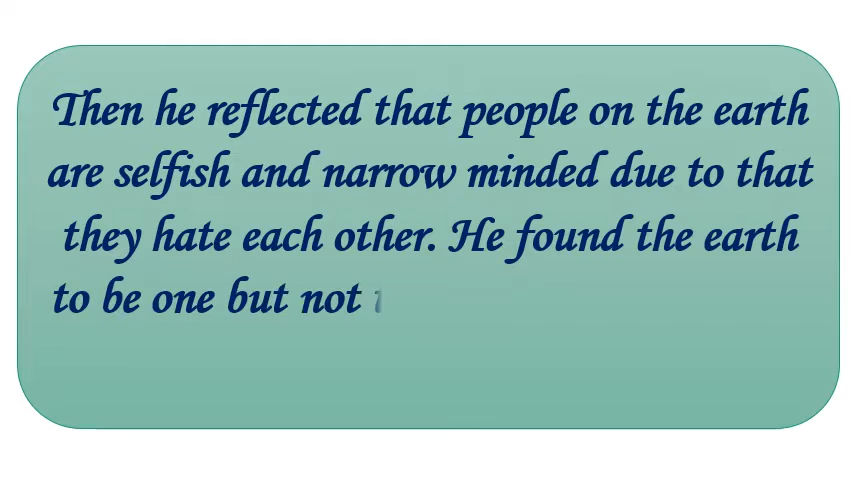 Then he reflected that people on the earth
are selfish and narrow minded due to that
they hate each other. He found the earth
to be one but not